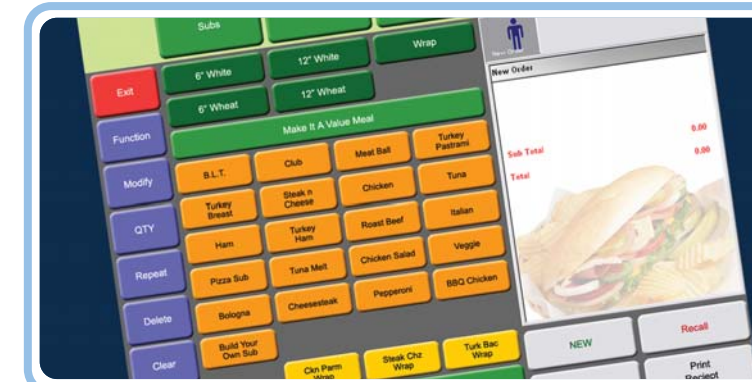 Subs
New Order
6" White
12" White
Wrap
New Order
Exit
6" Wheat
12" Wheat
Function
Make It A Value Meal
Sub Total
0.00
Total
0.00
Modify
B.L.T.
Club
Meat Ball
Turkey
Pastrami
Turkey
Breast
Steak n
Cheese
Chicken
Tuna
QTY
Ham
Turkey
Ham
Roast Beef
Italian
Repeat
Pizza Sub
Tuna Melt
Chicken Salad
Veggie
Delete
Bologna
Cheesesteak
Pepperoni
BBQ Chicken
Clear
Build Your
Own Sub
Ckn Parm
Wrap
Steak Chz
Wrap
Turk Bac
Wrap
NEW
Recall
Print
Reciept